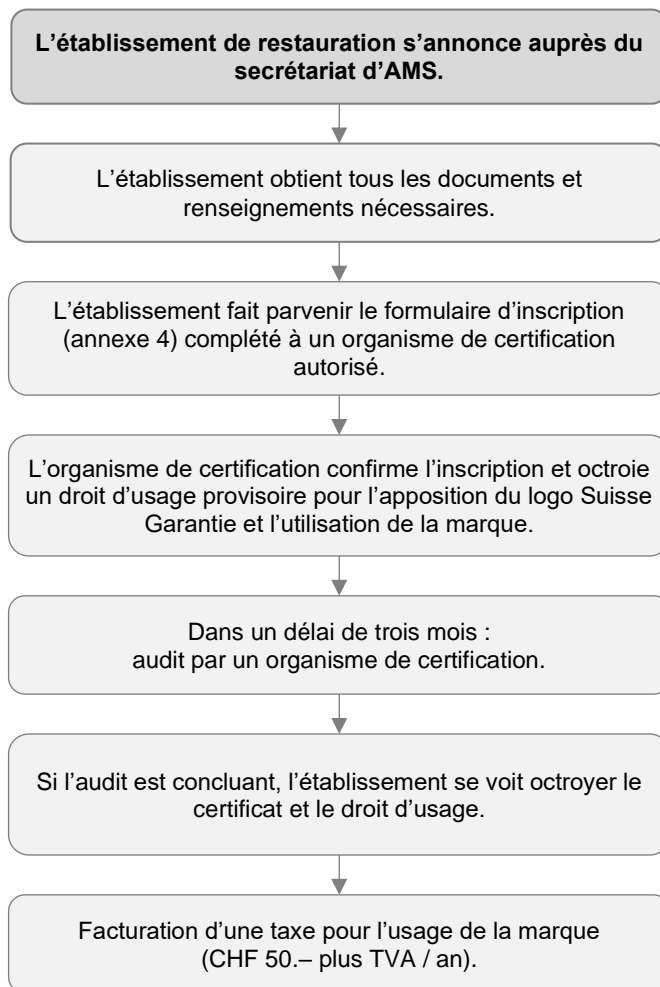 L’établissement de restauration s’annonce auprès du
secrétariat d’AMS.
L’établissement obtient tous les documents et
renseignements nécessaires.
L’établissement fait parvenir le formulaire d’inscription
(annexe 4) complété à un organisme de certification
autorisé.
L’organisme de certification confirme l’inscription et octroie
un droit d’usage provisoire pour l’apposition du logo Suisse
Garantie et l’utilisation de la marque.
Dans un délai de trois mois :
audit par un organisme de certification.
Si l’audit est concluant, l’établissement se voit octroyer le
certificat et le droit d’usage.
Facturation d’une taxe pour l’usage de la marque
(CHF 50.– plus TVA / an).